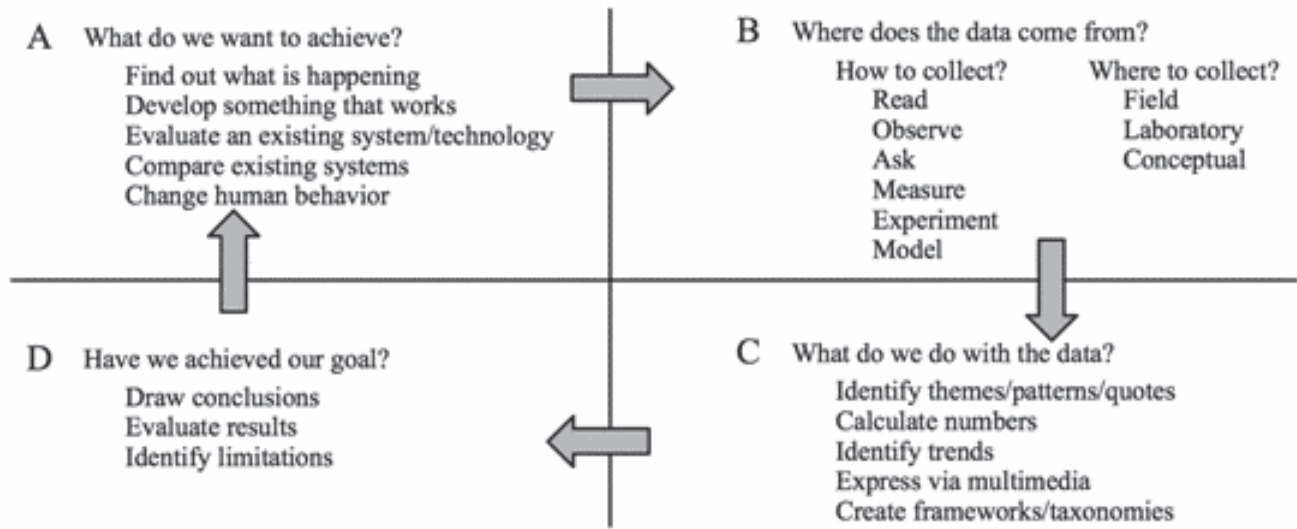 A What do we want to achieve?
Find out what is happening
Develop something that works
Evaluate an existing system/technology
Compare existing systems
Change human behavior
B Where does the data come from?
How to collect? Where to collect?
Read Field
Observe Laboratory
Ask Conceptual
Measure
Experiment
Model
D Have we achieved our goal?
Draw conclusions
Evaluate results
Identify limitations
C What do we do with the data?
Identify themes/patterns/quotes
Calculate numbers
Identify trends
Express via multimedia
Create frameworks/taxonomies